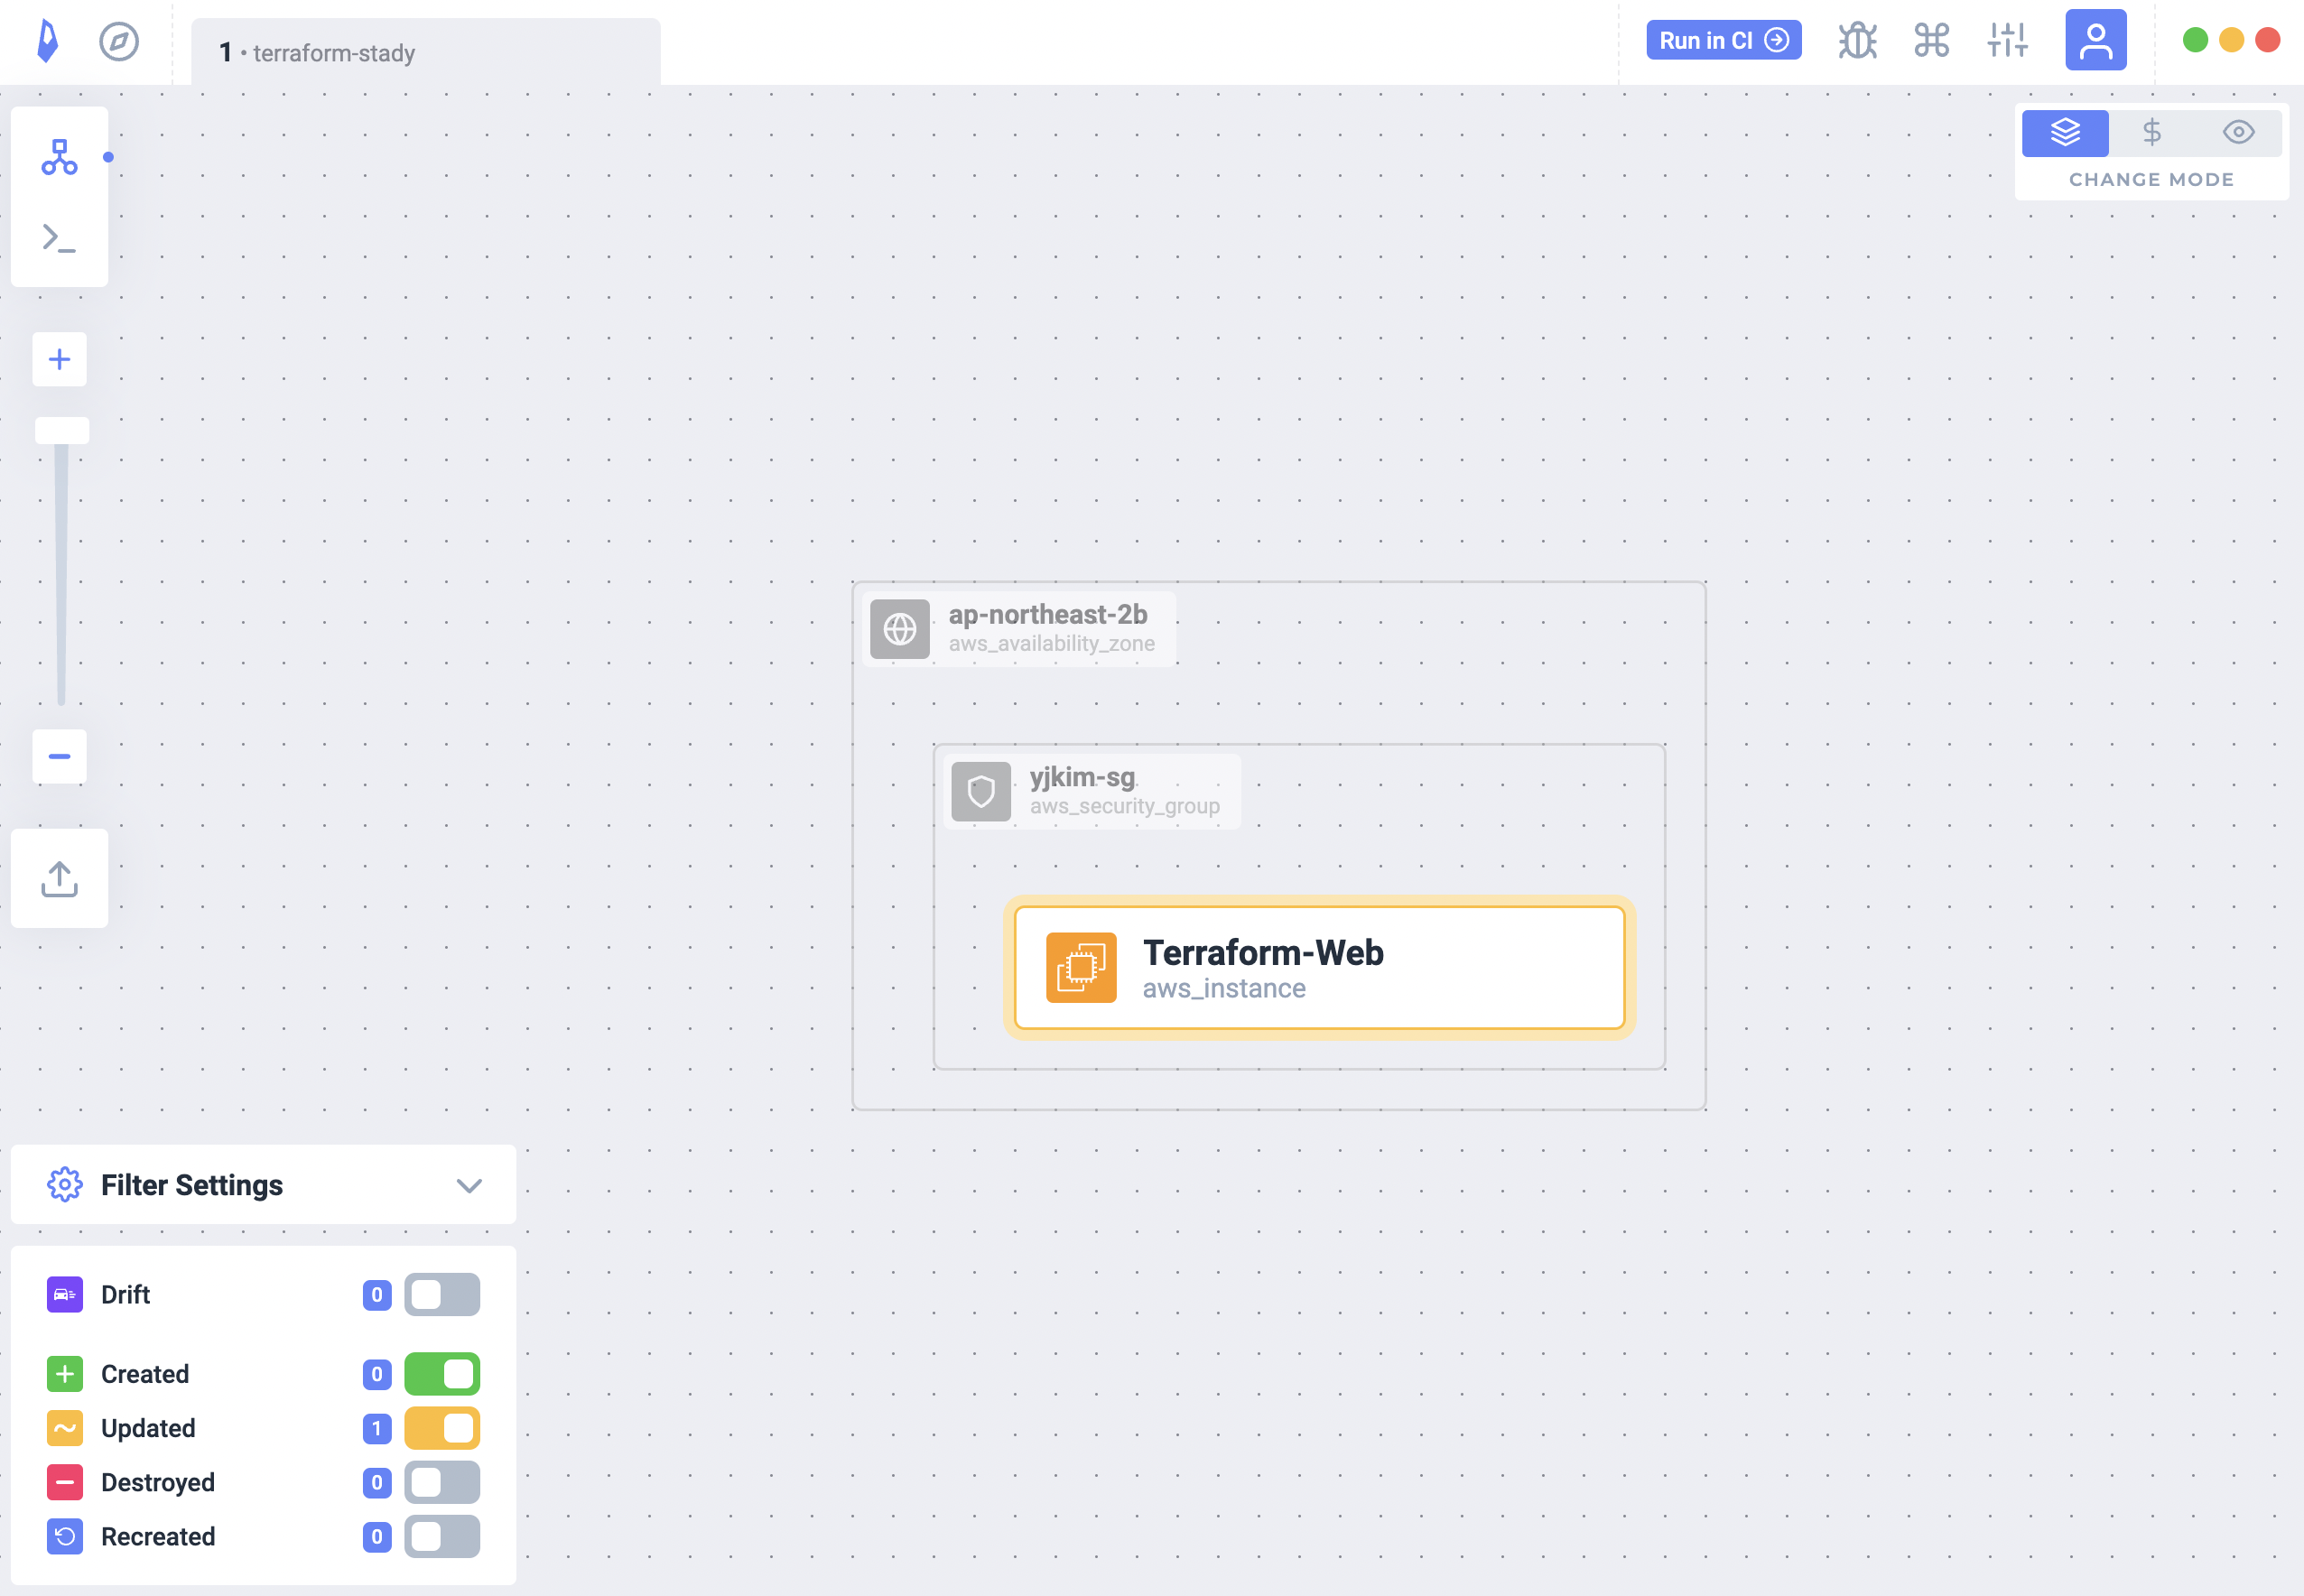 1 • terraform-stady
Run in CI
CHANGE MODE
ap-northeast-2b
aws_availability_zone
yjkim-sg
aws_security_group
Terraform-Web
aws_instance
Filter Settings
Drift 0
Created 0
Updated 1
Destroyed 0
Recreated 0